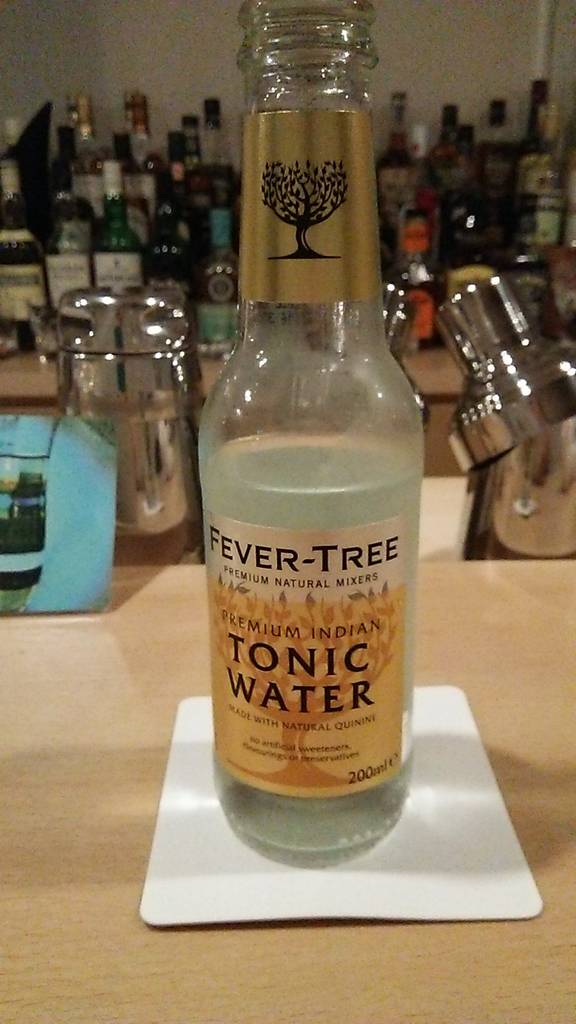 FEVER-TREE
PREMIUM NATURAL MIXERS
PREMIUM INDIAN
TONIC
WATER
MADE WITH NATURAL QUININE
no artificial sweeteners,
flavourings or preservatives
200ml e